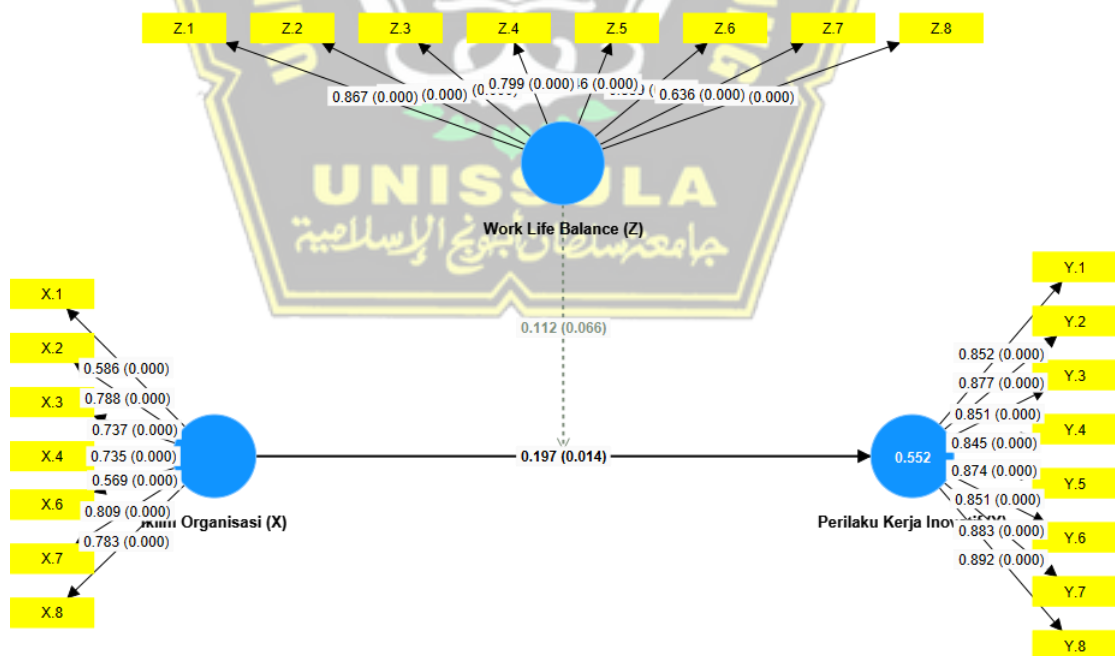 Z.1
Z.2
Z.3
Z.4
Z.5
Z.6
Z.7
Z.8
0.867 (0.000)
(0.000)
0.799 (0.000)
(0.000)
0.636 (0.000)
(0.000)
UNISSULA
جامعتسلطان أبونج الإسلامية
Work Life Balance (Z)
0.112 (0.066)
X.1
X.2
X.3
X.4
X.6
X.7
X.8
0.586 (0.000)
0.788 (0.000)
0.737 (0.000)
0.735 (0.000)
0.569 (0.000)
0.809 (0.000)
0.783 (0.000)
Organisasi (X)
0.197 (0.014)
0.552
Perilaku Kerja
Y.1
Y.2
Y.3
Y.4
Y.5
Y.6
Y.7
Y.8
0.852 (0.000)
0.877 (0.000)
0.851 (0.000)
0.845 (0.000)
0.874 (0.000)
0.851 (0.000)
0.883 (0.000)
0.892 (0.000)